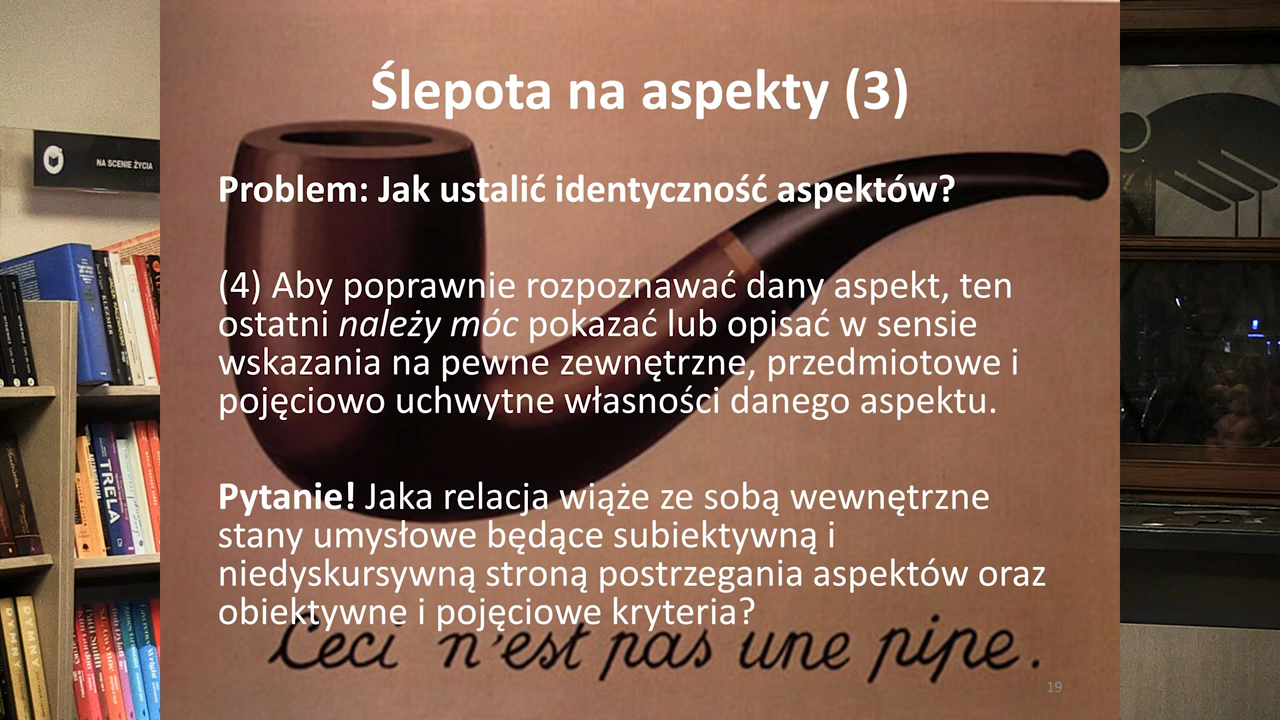 Ślepota na aspekty (3)
Problem: Jak ustalić identyczność aspektów?
(4) Aby poprawnie rozpoznawać dany aspekt, ten
ostatni należy móc pokazać lub opisać w sensie
wskazania na pewne zewnętrzne, przedmiotowe i
pojęciowo uchwytne własności danego aspektu.
Pytanie! Jaka relacja wiąże ze sobą wewnętrzne
stany umysłowe będące subiektywną i
niedyskursywną stroną postrzegania aspektów oraz
obiektywne i pojęciowe kryteria?
Ceci n'est pas une pipe.
19
NA SCENIE ŻYCIA
TRELA
DYMNY
DYMNY